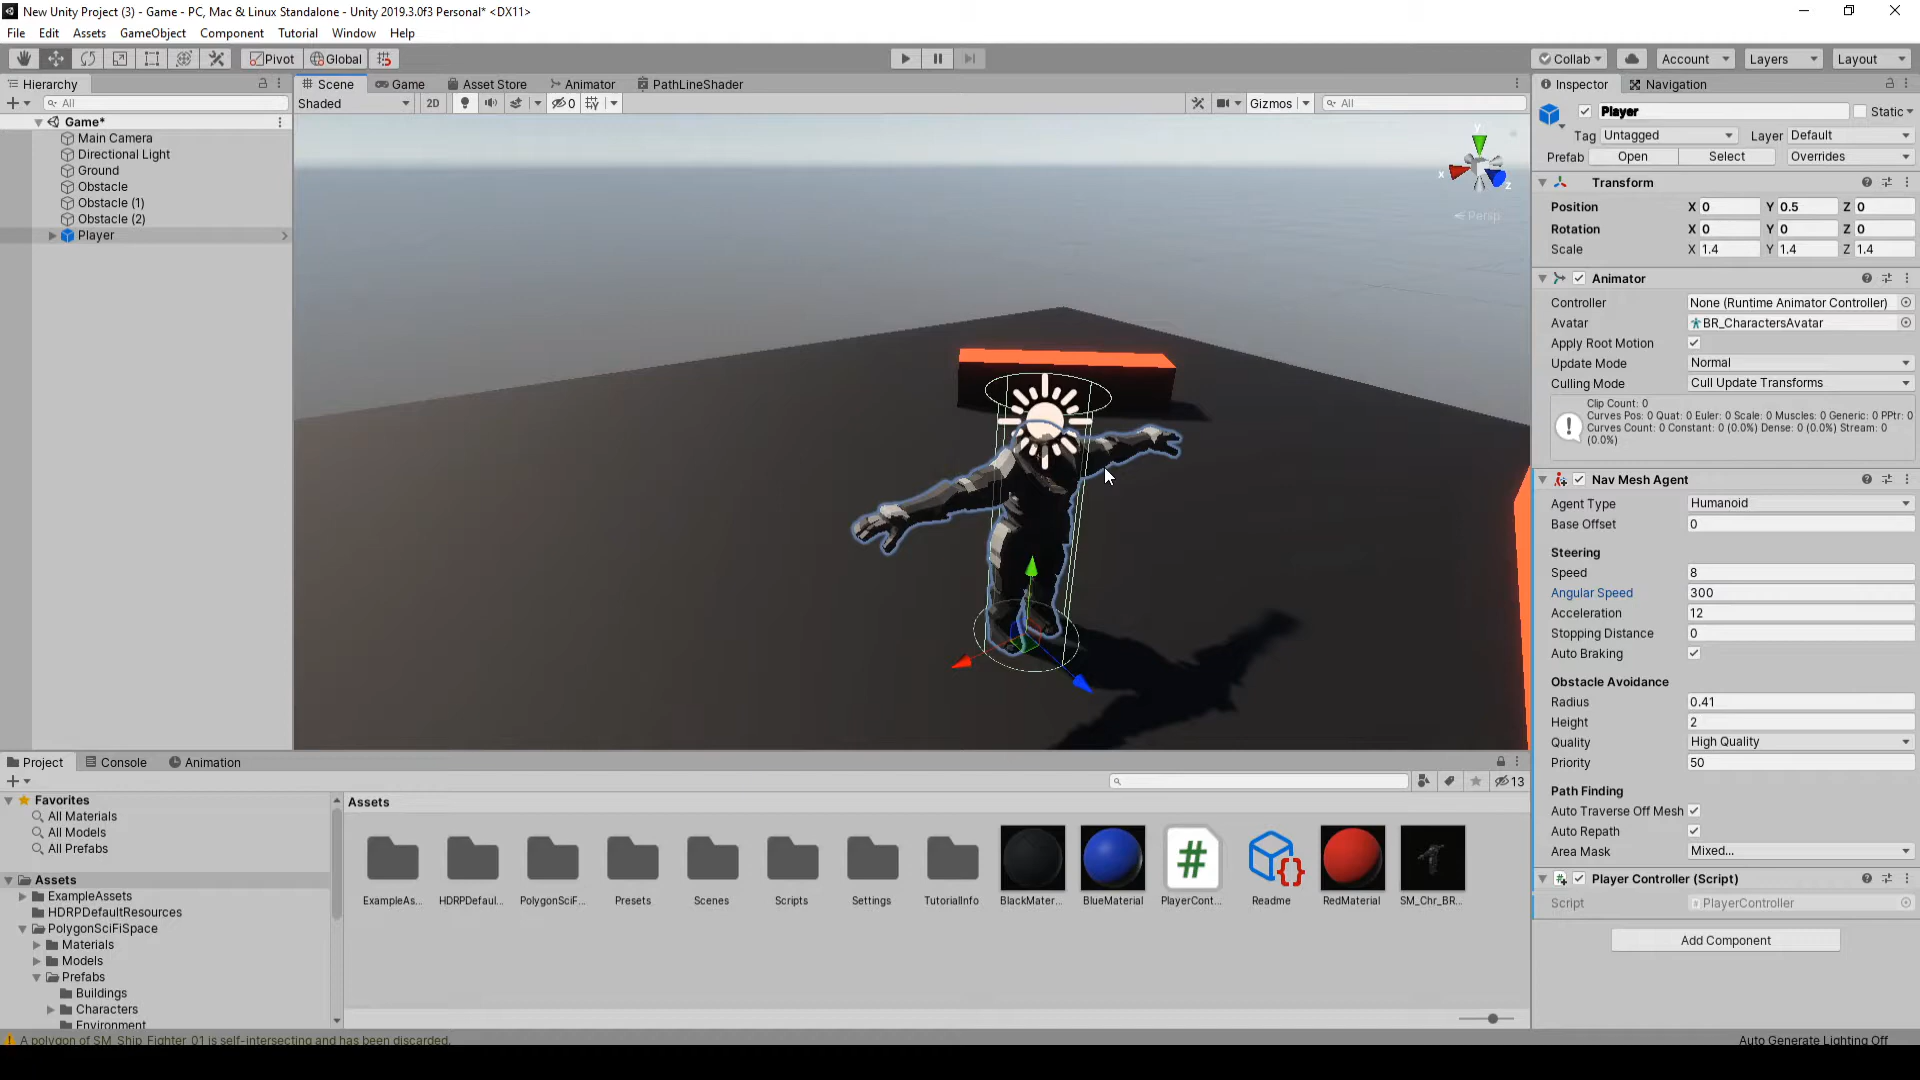 New Unity Project (3) - Game - PC, Mac & Linux Standalone - Unity 2019.3.0f3 Personal* <DX11>
File Edit Assets GameObject Component Tools Tutorial Window Help
Pivot Global Collab Account Layers Layout
Hierarchy
All
Game*
Main Camera
Directional Light
Ground
Obstacle
Obstacle (1)
Obstacle (2)
Player
Scene Game Asset Store Animator PathLineShader
Shaded 2D 0 Gizmos All
y
x
z
Persp
Inspector Navigation
Player Static
Tag Untagged Layer Default
Prefab Open Select Overrides
Transform
Position X 0 Y 0.5 Z 0
Rotation X 0 Y 0 Z 0
Scale X 1.4 Y 1.4 Z 1.4
Animator
Controller None (Runtime Animator Controller)
Avatar BR_CharactersAvatar
Apply Root Motion
Update Mode Normal
Culling Mode Cull Update Transforms
Clip Count: 0
Curves Pos: 0 Quat: 0 Euler: 0 Scale: 0 Muscles: 0 Generic: 0 PPtr: 0
Curves Count: 0 Constant: 0 (0.0%) Dense: 0 (0.0%) Stream: 0
(0.0%)
Nav Mesh Agent
Agent Type Humanoid
Base Offset 0
Steering
Speed 8
Angular Speed 300
Acceleration 12
Stopping Distance 0
Auto Braking
Obstacle Avoidance
Radius 0.41
Height 2
Quality High Quality
Priority 50
Path Finding
Auto Traverse Off Mesh
Auto Repath
Area Mask Mixed...
Player Controller (Script)
Script PlayerController
Add Component
Project Console Animation
13
Favorites
All Materials
All Models
All Prefabs
Assets
ExampleAssets
HDRPDefaultResources
PolygonSciFiSpace
Materials
Models
Prefabs
Buildings
Characters
Environment
Assets
ExampleAs... HDRPDefaul... PolygonSciF... Presets Scenes Scripts Settings TutorialInfo BlackMater... BlueMaterial PlayerCont... Readme RedMaterial SM_Chr_BR...
A polygon of SM_Ship_Fighter_01 is self-intersecting and has been discarded.
Auto Generate Lighting Off